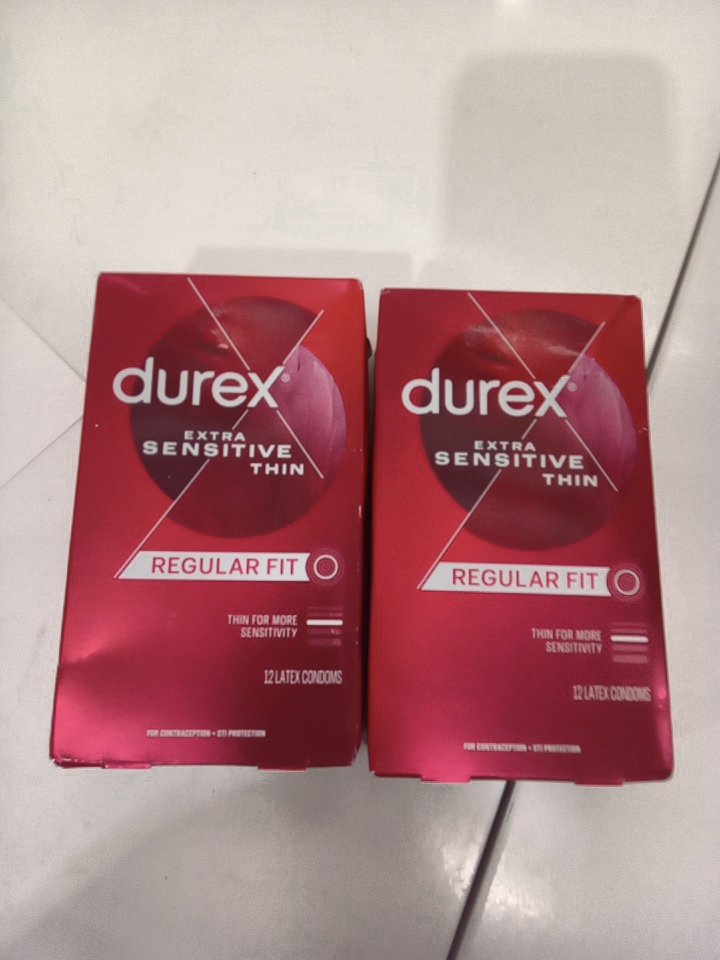 durex
EXTRA
SENSITIVE
THIN
REGULAR FIT
THIN FOR MORE
SENSITIVITY
12 LATEX CONDOMS
FOR CONTRACEPTION • STI PROTECTION
durex
EXTRA
SENSITIVE
THIN
REGULAR FIT
THIN FOR MORE
SENSITIVITY
12 LATEX CONDOMS
FOR CONTRACEPTION • STI PROTECTION